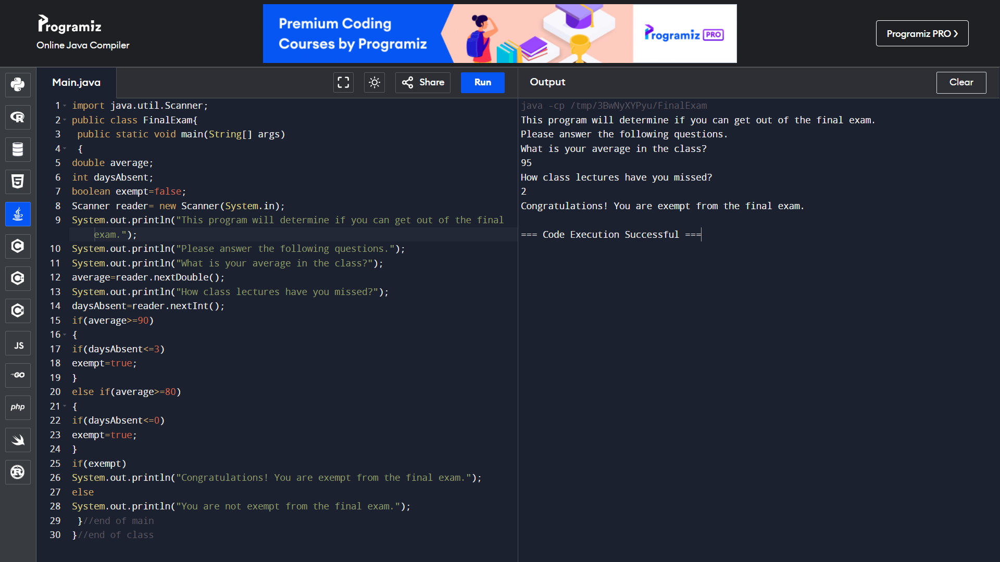 Programiz
Online Java Compiler
Premium Coding
Courses by Programiz
Programiz PRO
Programiz PRO ❯
Main.java
Share
Run
Output
Clear
1 import java.util.Scanner;
2 public class FinalExam{
3  public static void main(String[] args)
4  {
5 double average;
6 int daysAbsent;
7 boolean exempt=false;
8 Scanner reader= new Scanner(System.in);
9 System.out.println("This program will determine if you can get out of the final
exam.");
10 System.out.println("Please answer the following questions.");
11 System.out.println("What is your average in the class?");
12 average=reader.nextDouble();
13 System.out.println("How class lectures have you missed?");
14 daysAbsent=reader.nextInt();
15 if(average>=90)
16 {
17 if(daysAbsent<=3)
18 exempt=true;
19 }
20 else if(average>=80)
21 {
22 if(daysAbsent<=0)
23 exempt=true;
24 }
25 if(exempt)
26 System.out.println("Congratulations! You are exempt from the final exam.");
27 else
28 System.out.println("You are not exempt from the final exam.");
29  }//end of main
30 }//end of class
java -cp /tmp/3BwNyXYPyu/FinalExam
This program will determine if you can get out of the final exam.
Please answer the following questions.
What is your average in the class?
95
How class lectures have you missed?
2
Congratulations! You are exempt from the final exam.
=== Code Execution Successful ===
R
5
C
C
C
JS
GO
php
R